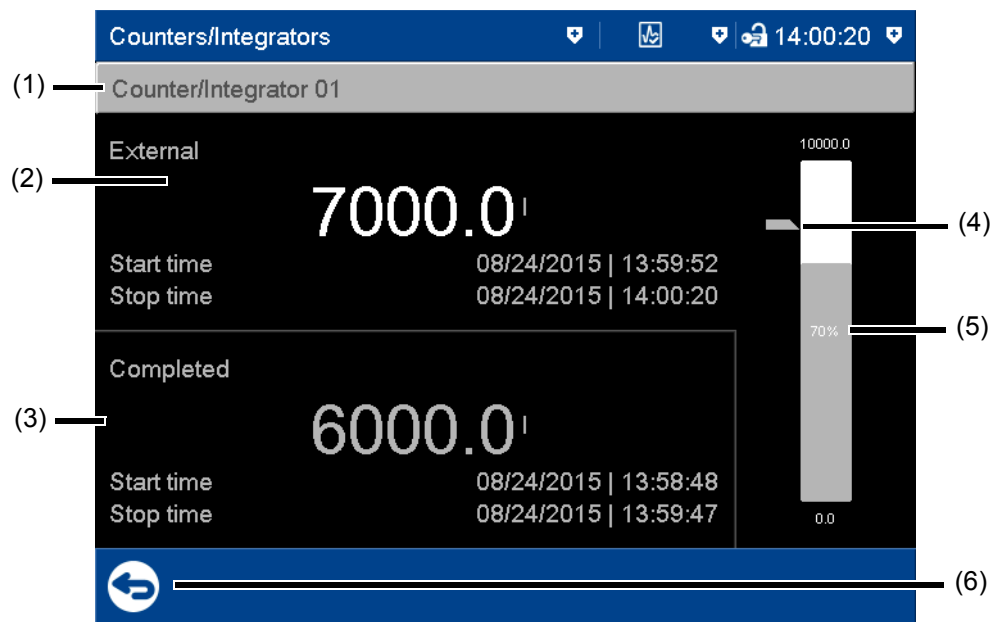 Counters/Integrators 14:00:20
(1) Counter/Integrator 01
External
10000.0
(2)
7000.0 l
(4)
Start time 08/24/2015 | 13:59:52
Stop time 08/24/2015 | 14:00:20
70% (5)
Completed
(3) 6000.0 l
Start time 08/24/2015 | 13:58:48
Stop time 08/24/2015 | 13:59:47
0.0
(6)